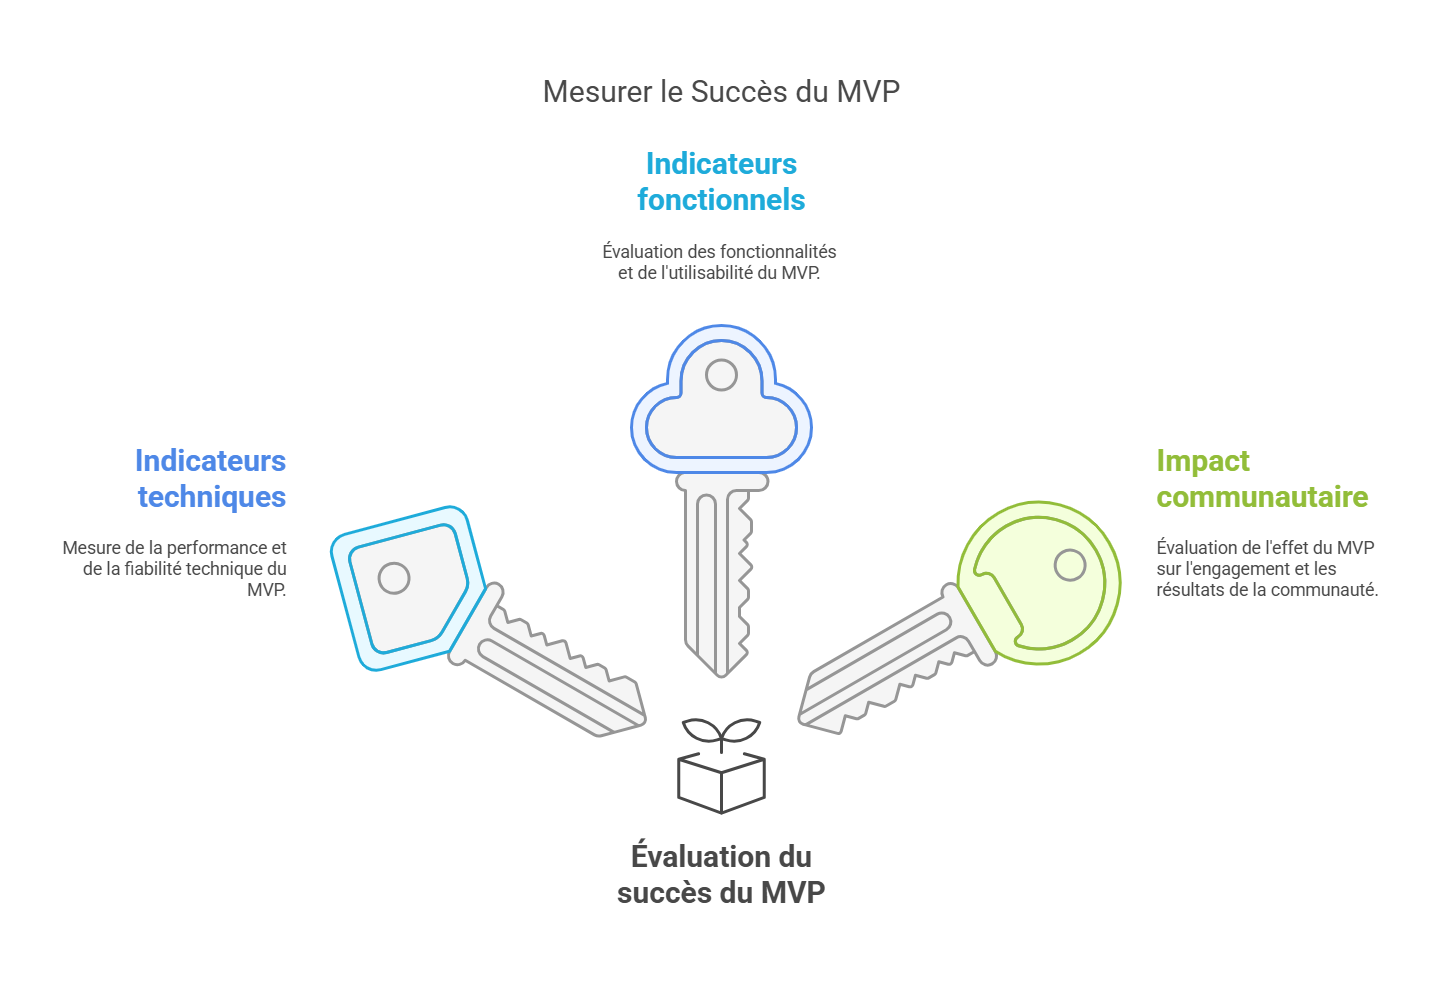 Mesurer le Succès du MVP
Indicateurs
fonctionnels
Évaluation des fonctionnalités
et de l'utilisabilité du MVP.
Indicateurs
techniques
Mesure de la performance et
de la fiabilité technique du
MVP.
Impact
communautaire
Évaluation de l'effet du MVP
sur l'engagement et les
résultats de la communauté.
Évaluation du
succès du MVP